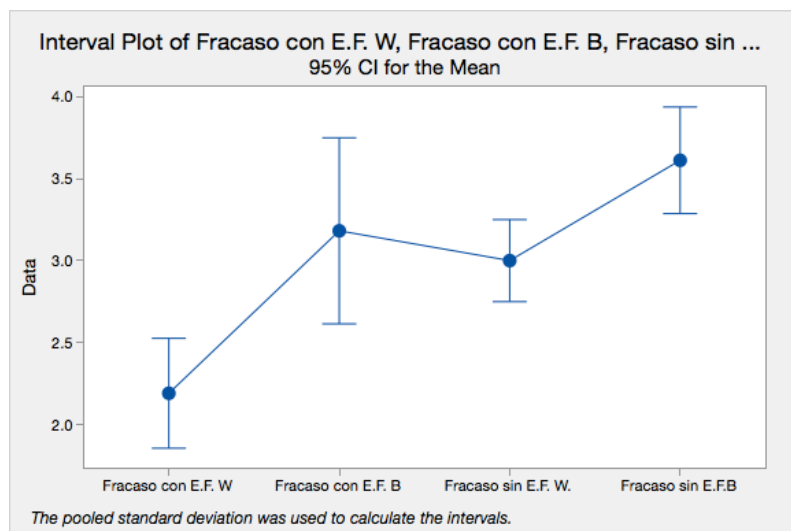 Interval Plot of Fracaso con E.F. W, Fracaso con E.F. B, Fracaso sin ...
95% CI for the Mean
4.0
3.5
3.0
2.5
2.0
Data
Fracaso con E.F. W
Fracaso con E.F. B
Fracaso sin E.F. W.
Fracaso sin E.F.B
The pooled standard deviation was used to calculate the intervals.